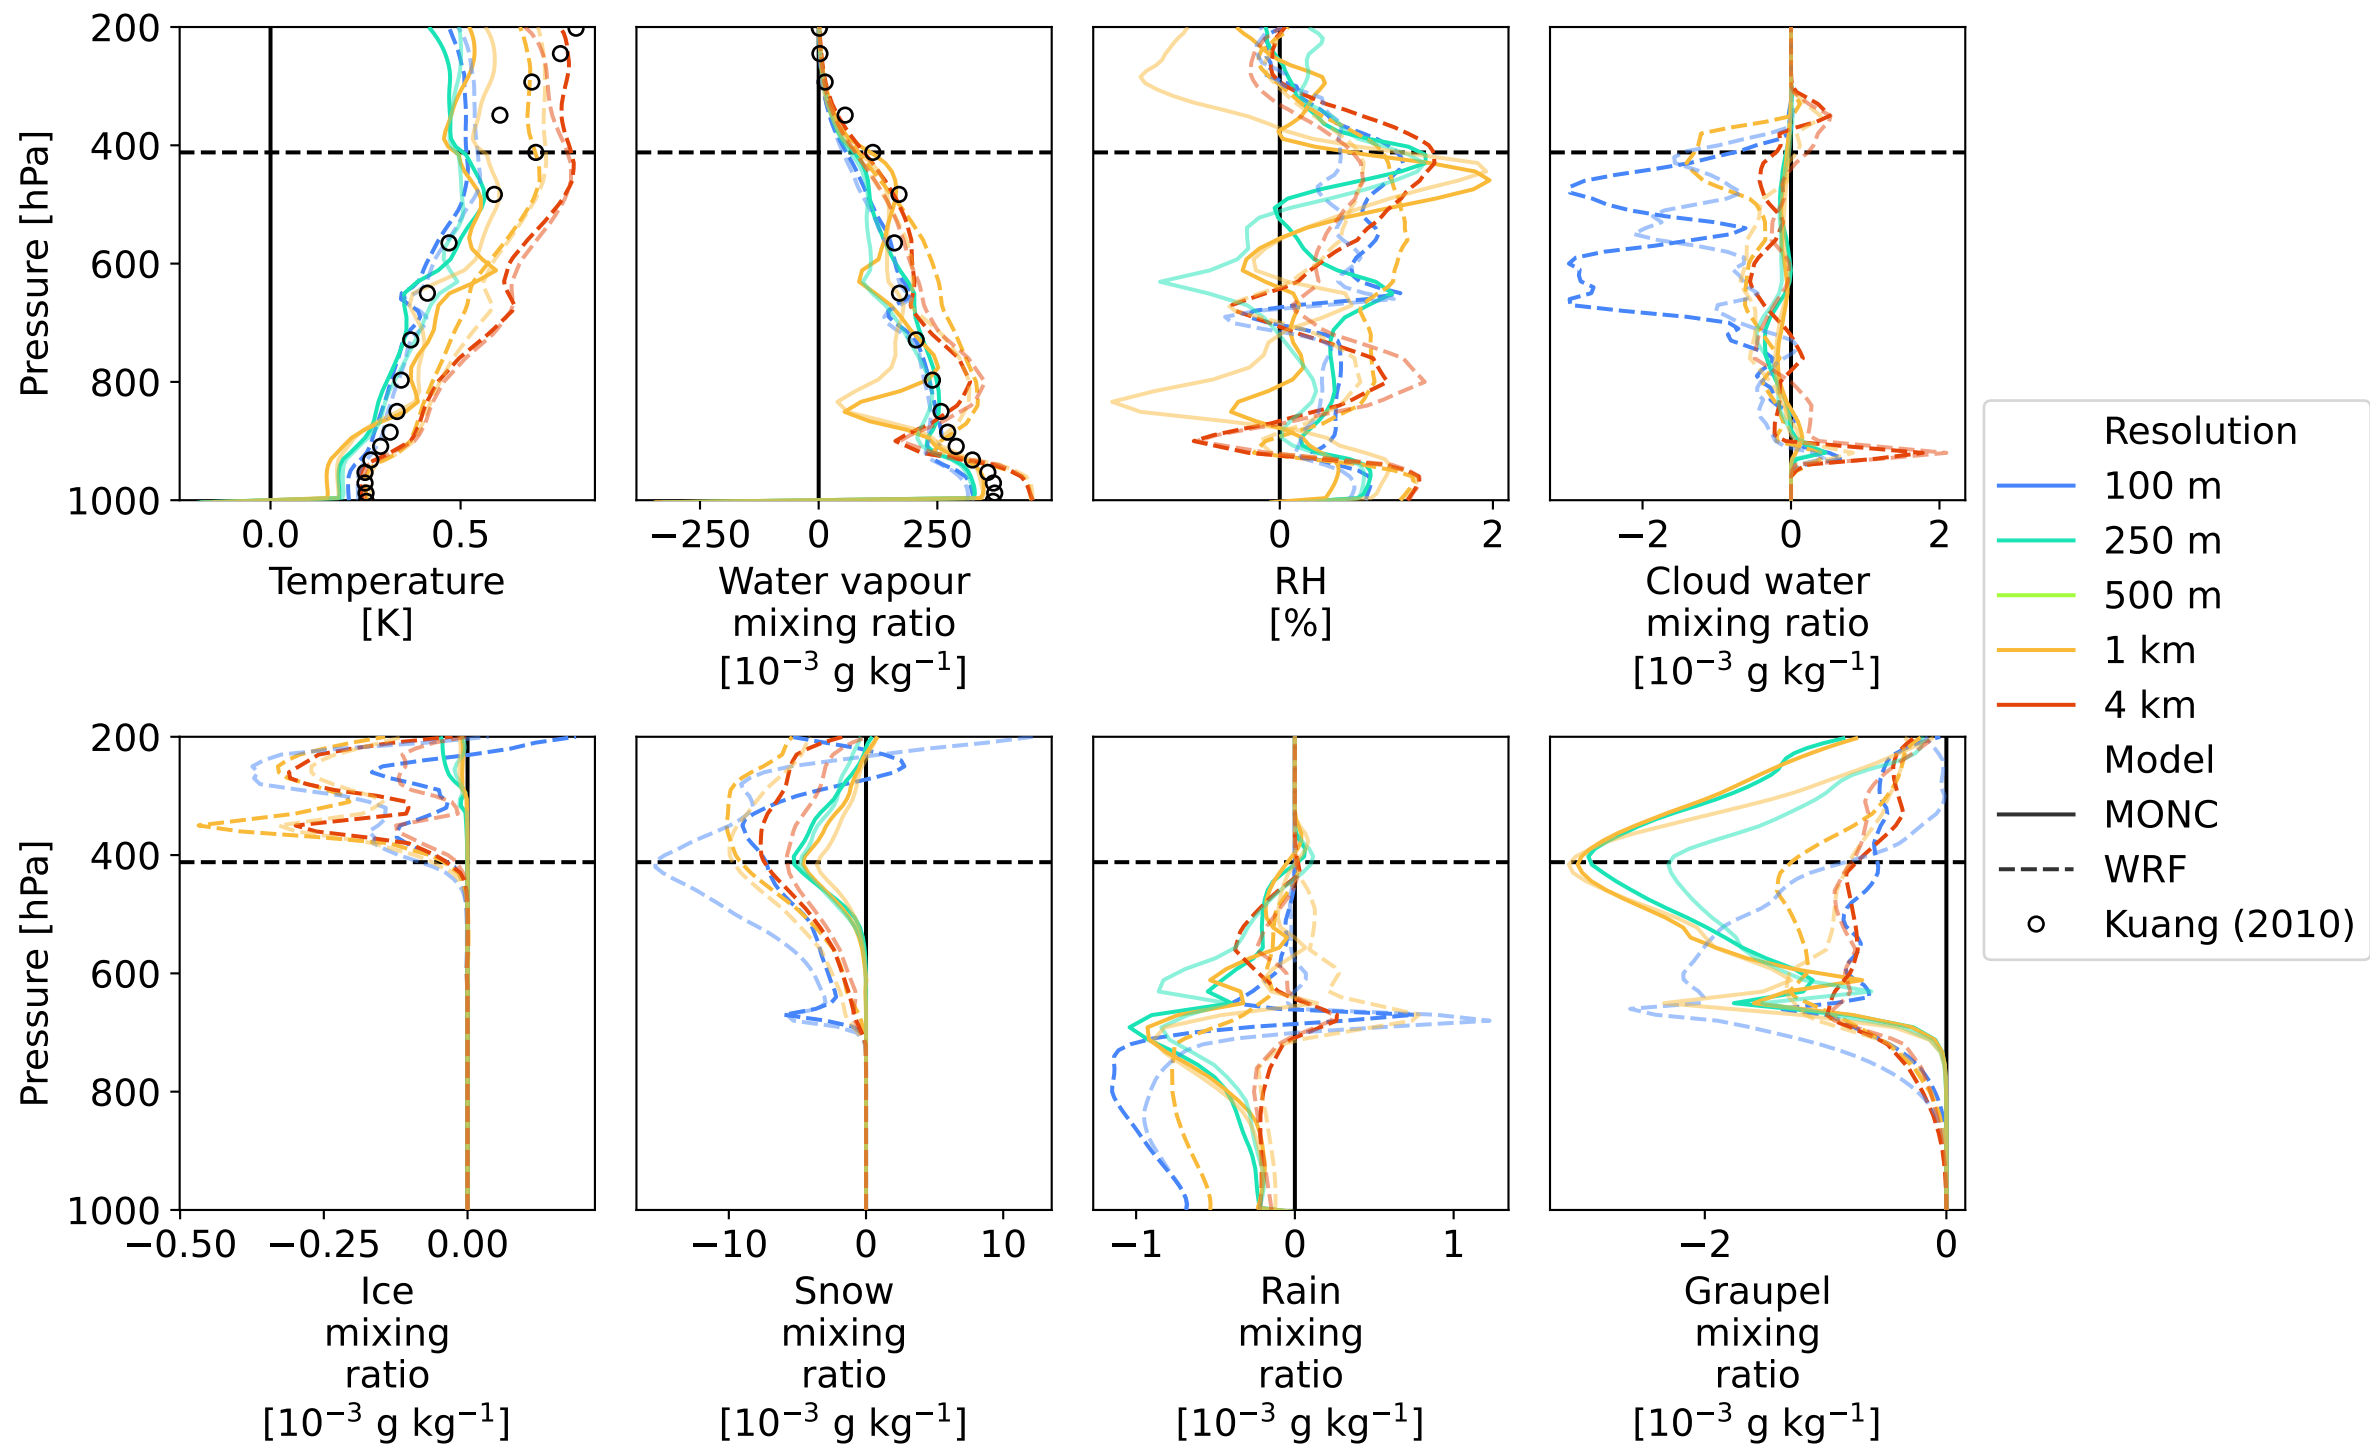 200
400
600
800
1000
Pressure [hPa]
0.0 0.5
Temperature
[K]
−250 0 250
Water vapour
mixing ratio
[10⁻³ g kg⁻¹]
0 2
RH
[%]
−2 0 2
Cloud water
mixing ratio
[10⁻³ g kg⁻¹]
Resolution
100 m
250 m
500 m
1 km
4 km
Model
MONC
WRF
Kuang (2010)
200
400
600
800
1000
Pressure [hPa]
−0.50 −0.25 0.00
Ice
mixing
ratio
[10⁻³ g kg⁻¹]
−10 0 10
Snow
mixing
ratio
[10⁻³ g kg⁻¹]
−1 0 1
Rain
mixing
ratio
[10⁻³ g kg⁻¹]
−2 0
Graupel
mixing
ratio
[10⁻³ g kg⁻¹]